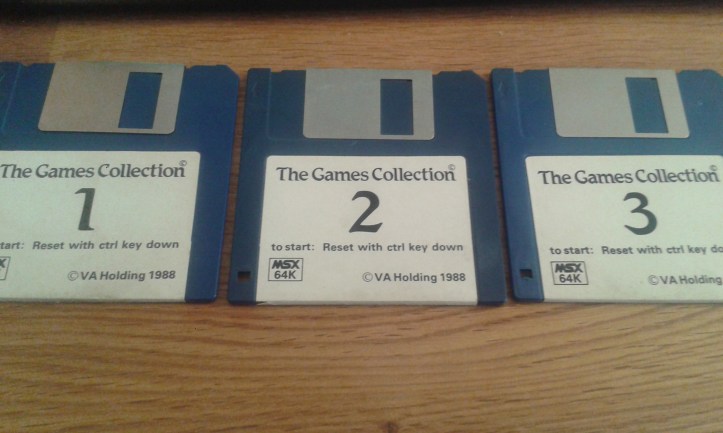 The Games Collection ©
1
tart: Reset with ctrl key down
X
©VA Holding 1988
The Games Collection ©
2
to start: Reset with ctrl key down
MSX
64K
©VA Holding 1988
The Games Collection ©
3
to start: Reset with ctrl key do
MSX
64K
©VA Holding